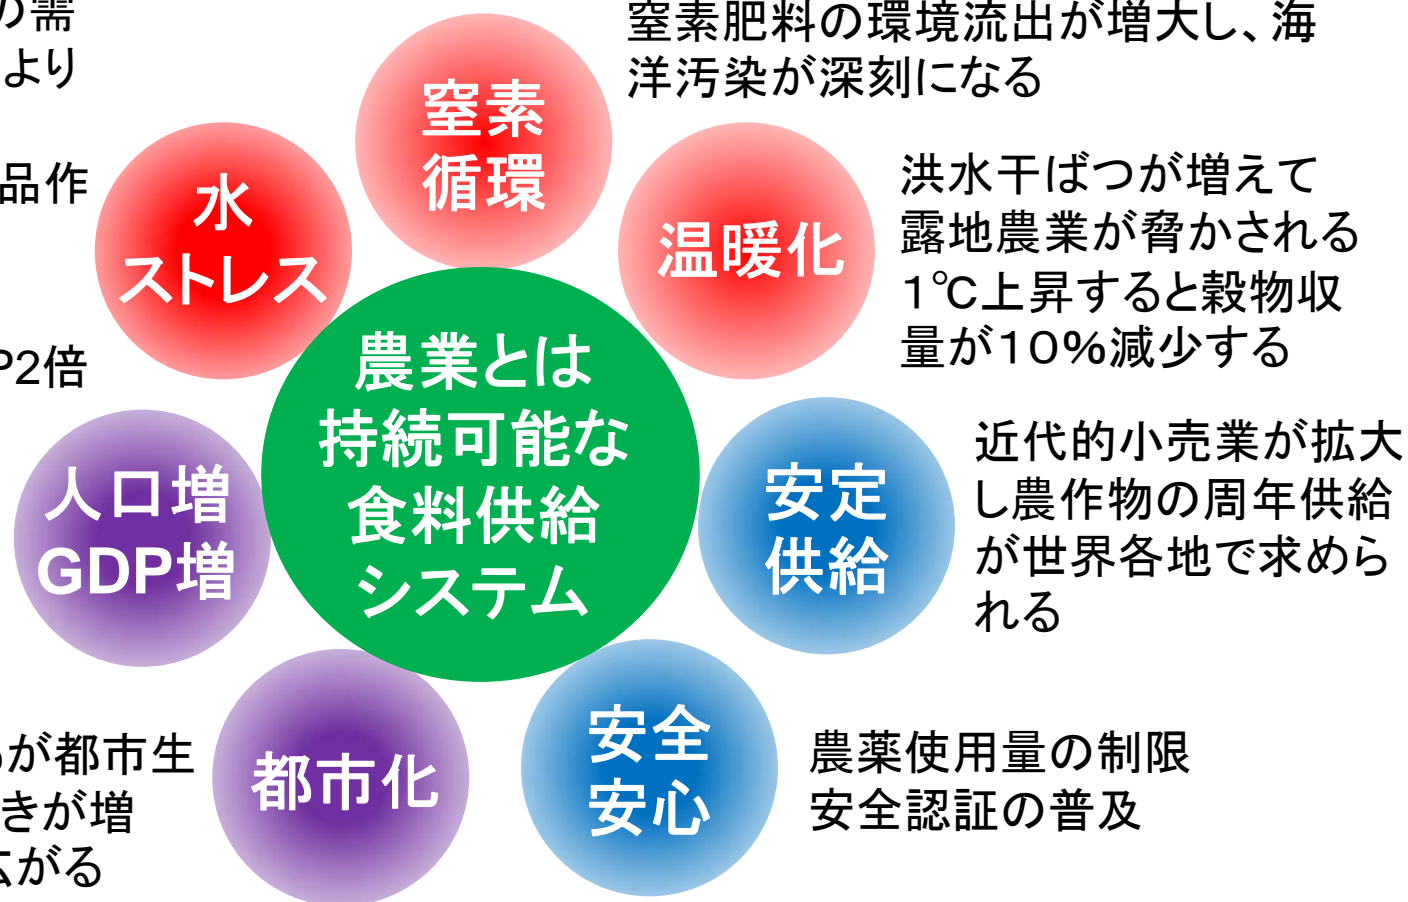 の需
より
窒素肥料の環境流出が増大し、海
洋汚染が深刻になる
窒素
循環
品作
水
ストレス
温暖化
洪水干ばつが増えて
露地農業が脅かされる
1℃上昇すると穀物収
量が10%減少する
P2倍
農業とは
持続可能な
食料供給
システム
人口増
GDP増
安定
供給
近代的小売業が拡大
し農作物の周年供給
が世界各地で求めら
れる
が都市生
きが増
広がる
都市化
安全
安心
農薬使用量の制限
安全認証の普及